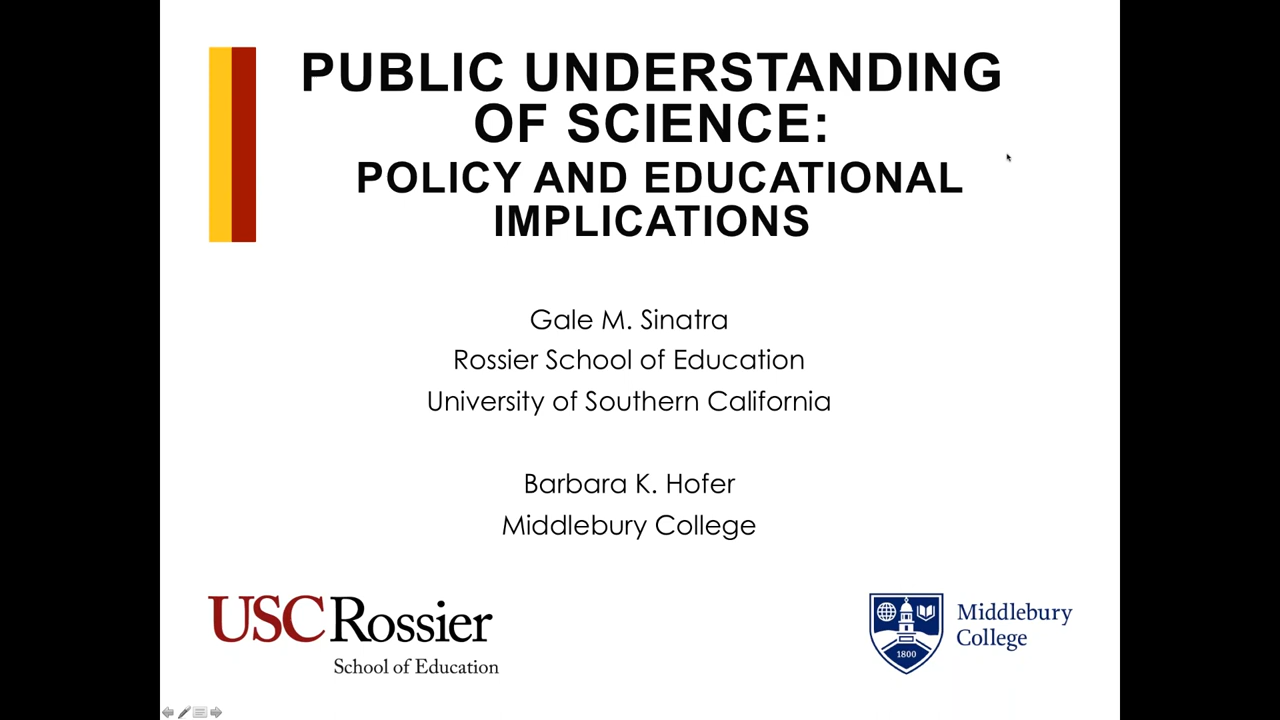 PUBLIC UNDERSTANDING
OF SCIENCE:
POLICY AND EDUCATIONAL
IMPLICATIONS
Gale M. Sinatra
Rossier School of Education
University of Southern California
Barbara K. Hofer
Middlebury College
USC Rossier
School of Education
1800
Middlebury
College